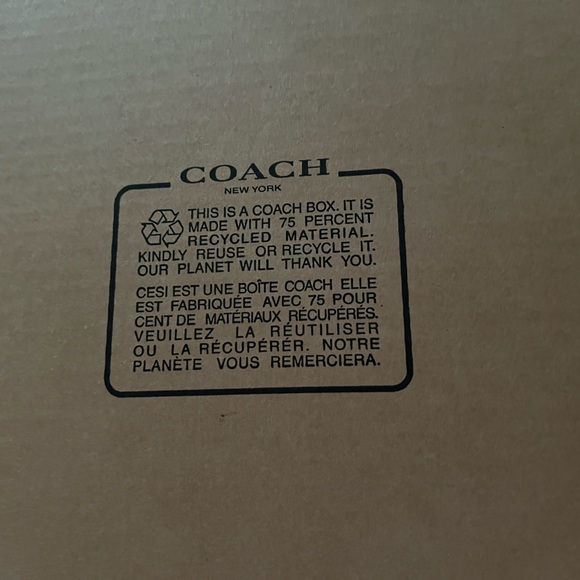 COACH
NEW YORK
THIS IS A COACH BOX. IT IS
MADE WITH 75 PERCENT
RECYCLED MATERIAL.
KINDLY REUSE OR RECYCLE IT.
OUR PLANET WILL THANK YOU.
CESI EST UNE BOÎTE COACH ELLE
EST FABRIQUÉE AVEC 75 POUR
CENT DE MATÉRIAUX RÉCUPÉRÉS.
VEUILLEZ LA RÉUTILISER
OU LA RÉCUPÉRER. NOTRE
PLANÈTE VOUS REMERCIERA.